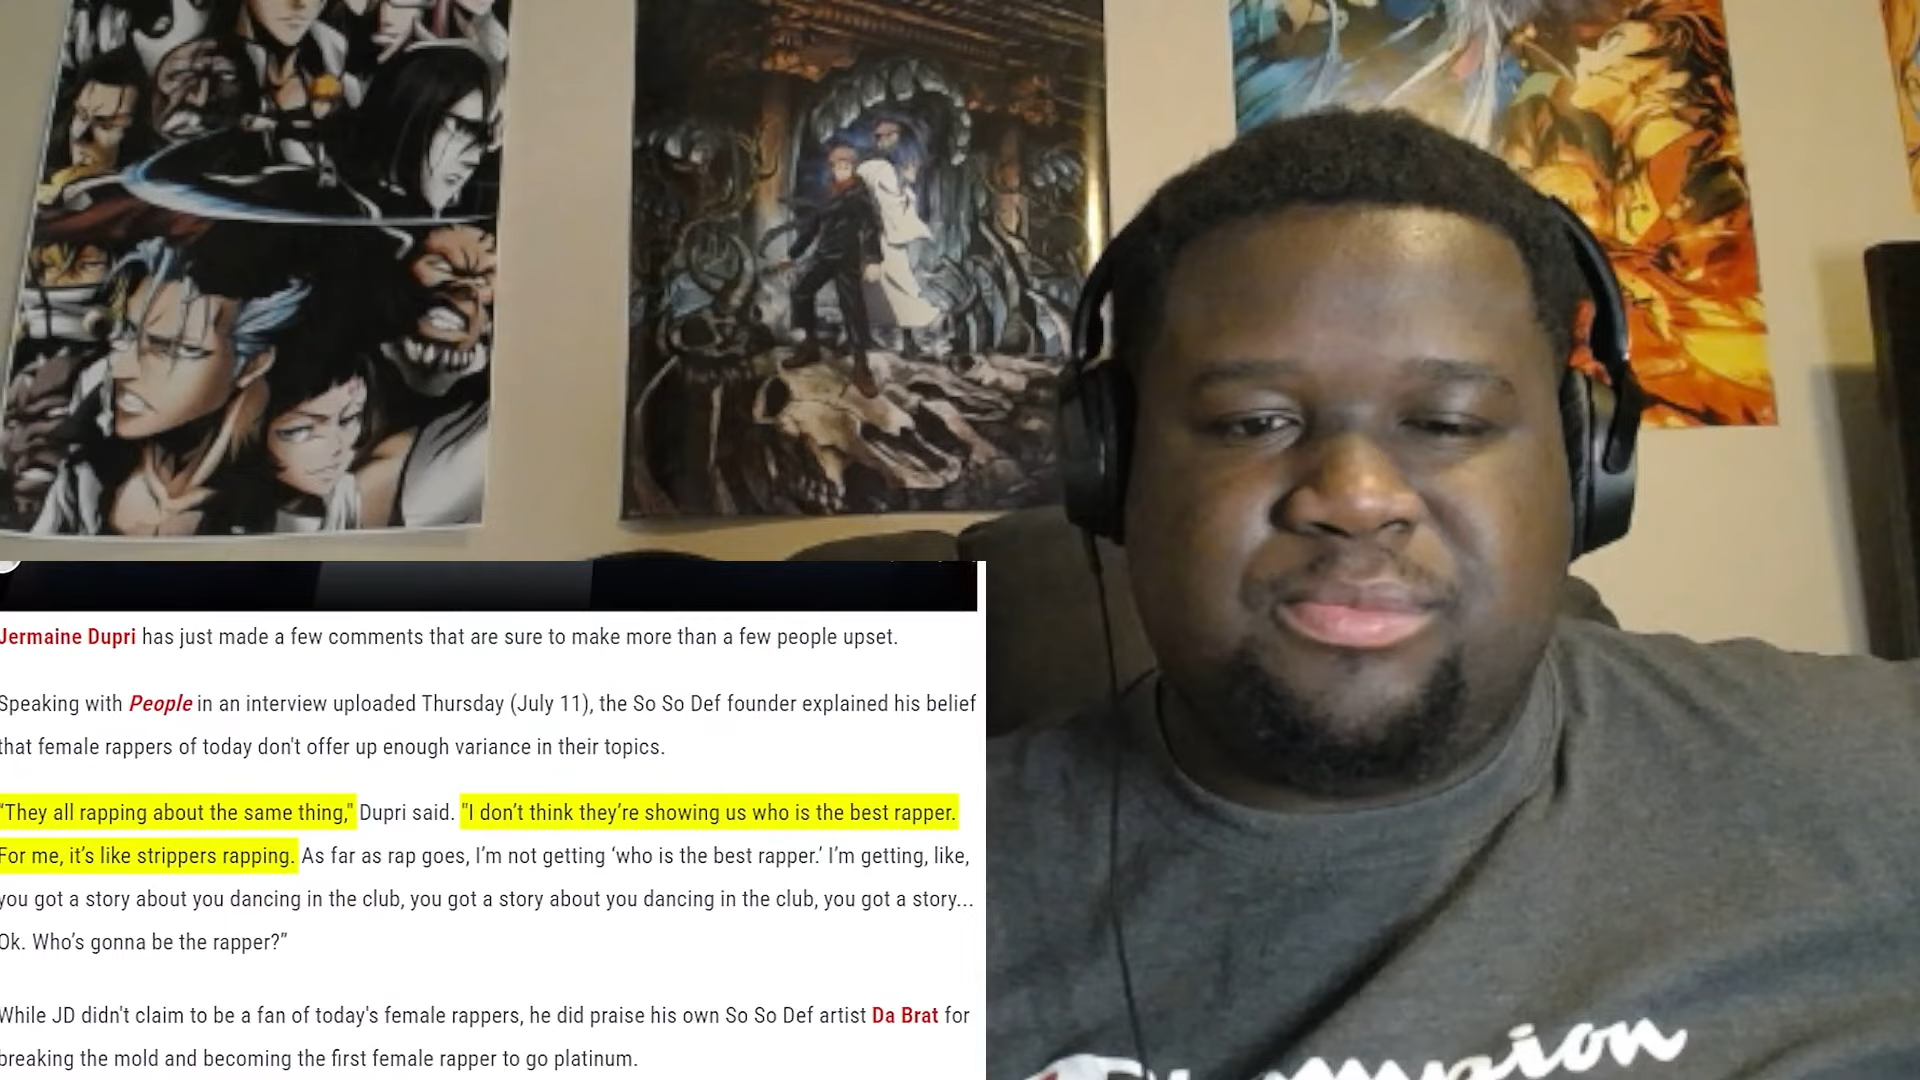 Jermaine Dupri has just made a few comments that are sure to make more than a few people upset.
Speaking with People in an interview uploaded Thursday (July 11), the So So Def founder explained his belief
that female rappers of today don't offer up enough variance in their topics.
“They all rapping about the same thing,” Dupri said. "I don’t think they’re showing us who is the best rapper.
For me, it’s like strippers rapping. As far as rap goes, I’m not getting ‘who is the best rapper.’ I’m getting, like,
you got a story about you dancing in the club, you got a story about you dancing in the club, you got a story...
Ok. Who’s gonna be the rapper?”
While JD didn't claim to be a fan of today's female rappers, he did praise his own So So Def artist Da Brat for
breaking the mold and becoming the first female rapper to go platinum.
Champion